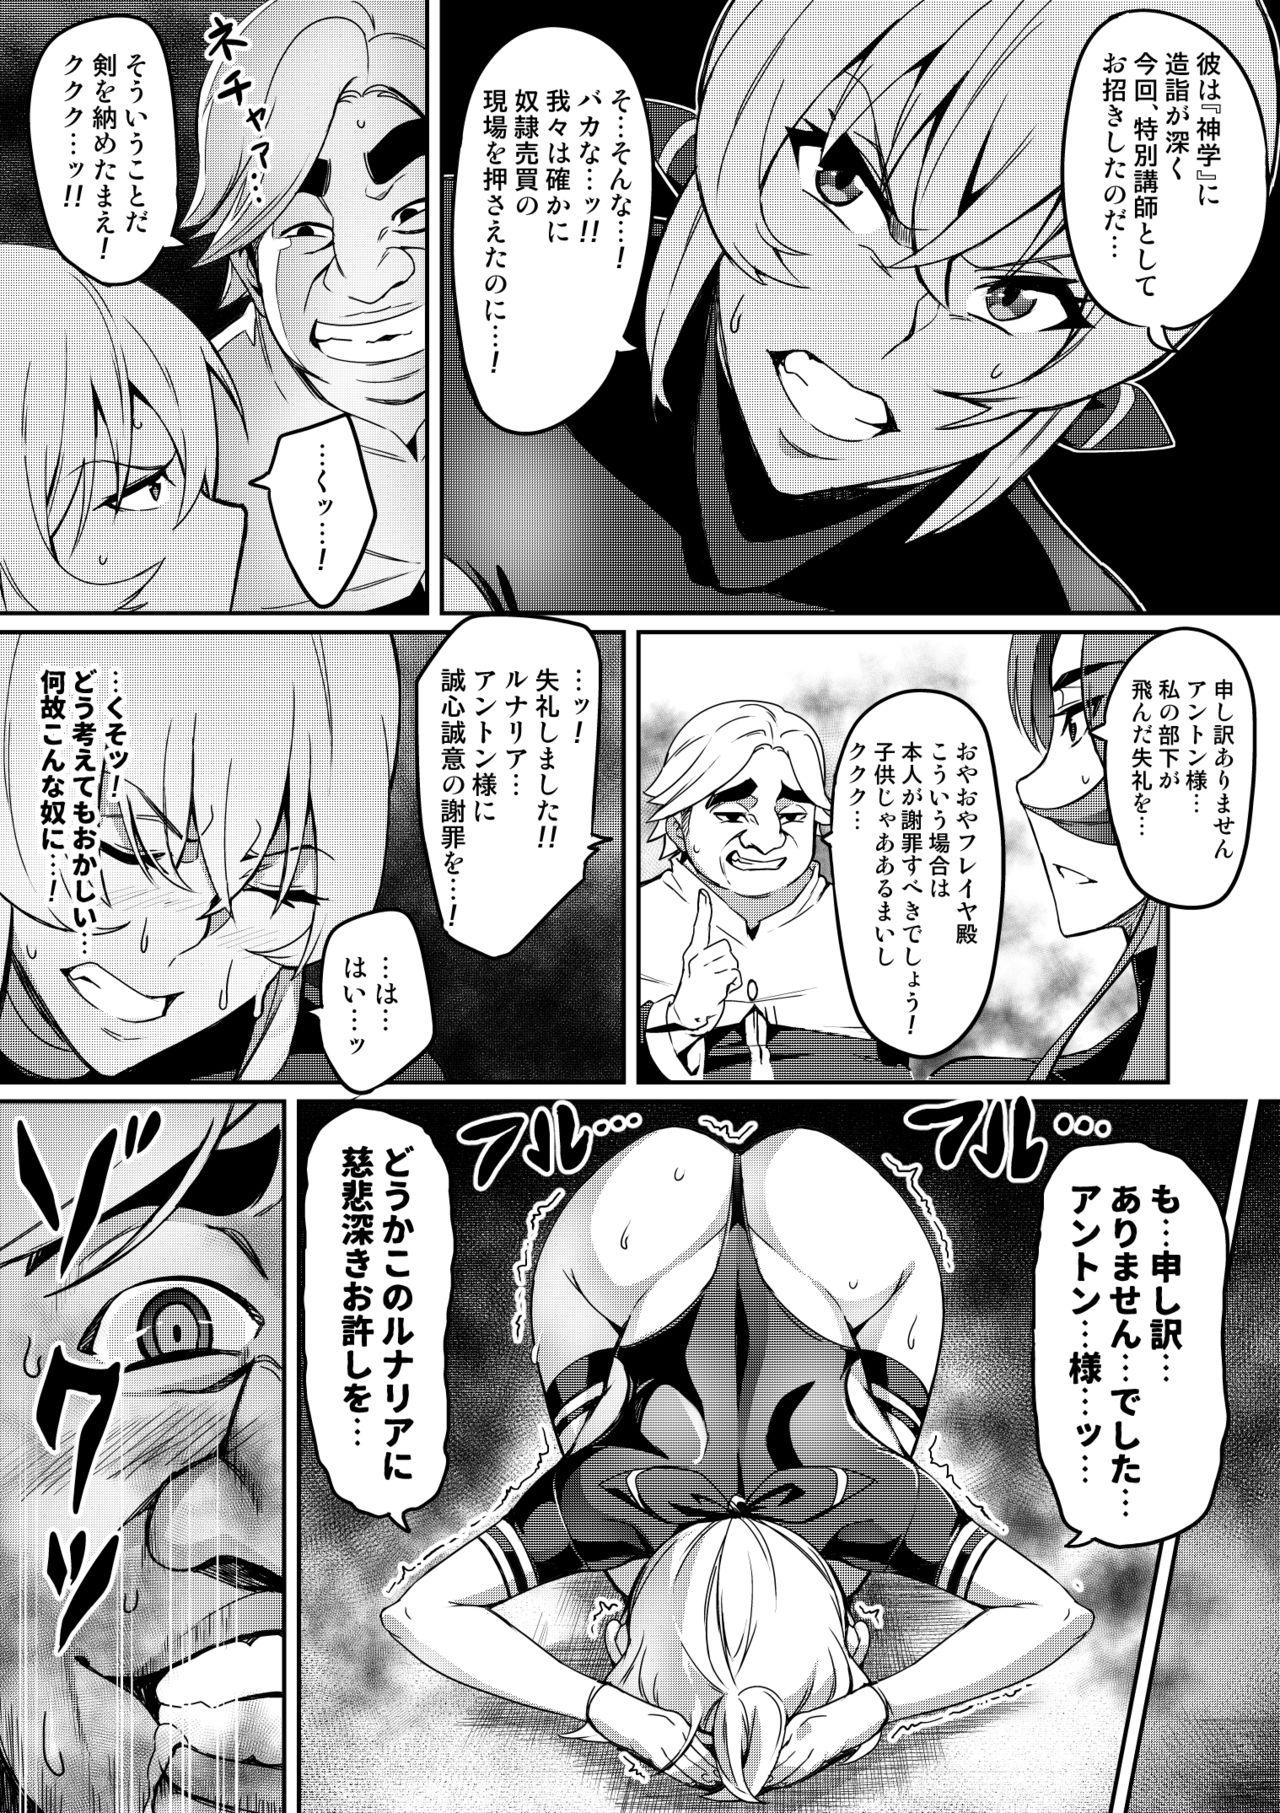 彼は『神学』に
造詣が深く
今回、特別講師として
お招きしたのだ…
そ…そんな…！
バカな…ッ!!
我々は確かに
奴隷売買の
現場を押さえたのに…！
ネチャァ…
そういうことだ
剣を納めたまえ！
ククク…ッ!!
…くッ…！
申し訳ありません
アントン様…
私の部下が
飛んだ失礼を…
おやおやフレイヤ殿
こういう場合は
本人が謝罪すべきでしょう！
子供じゃああるまいし
ククク…
…ッ！
失礼しました!!
ルナリア…
アントン様に
誠心誠意の謝罪を…！
…は…
はい…ッ
…くそッ！
どう考えてもおかしい…
何故こんな奴に…！
も…申し訳…
ありません…でした…
アントン…様…ッ…
フル…
フル…
どうかこのルナリアに
慈悲深きお許しを…
ゾクッ